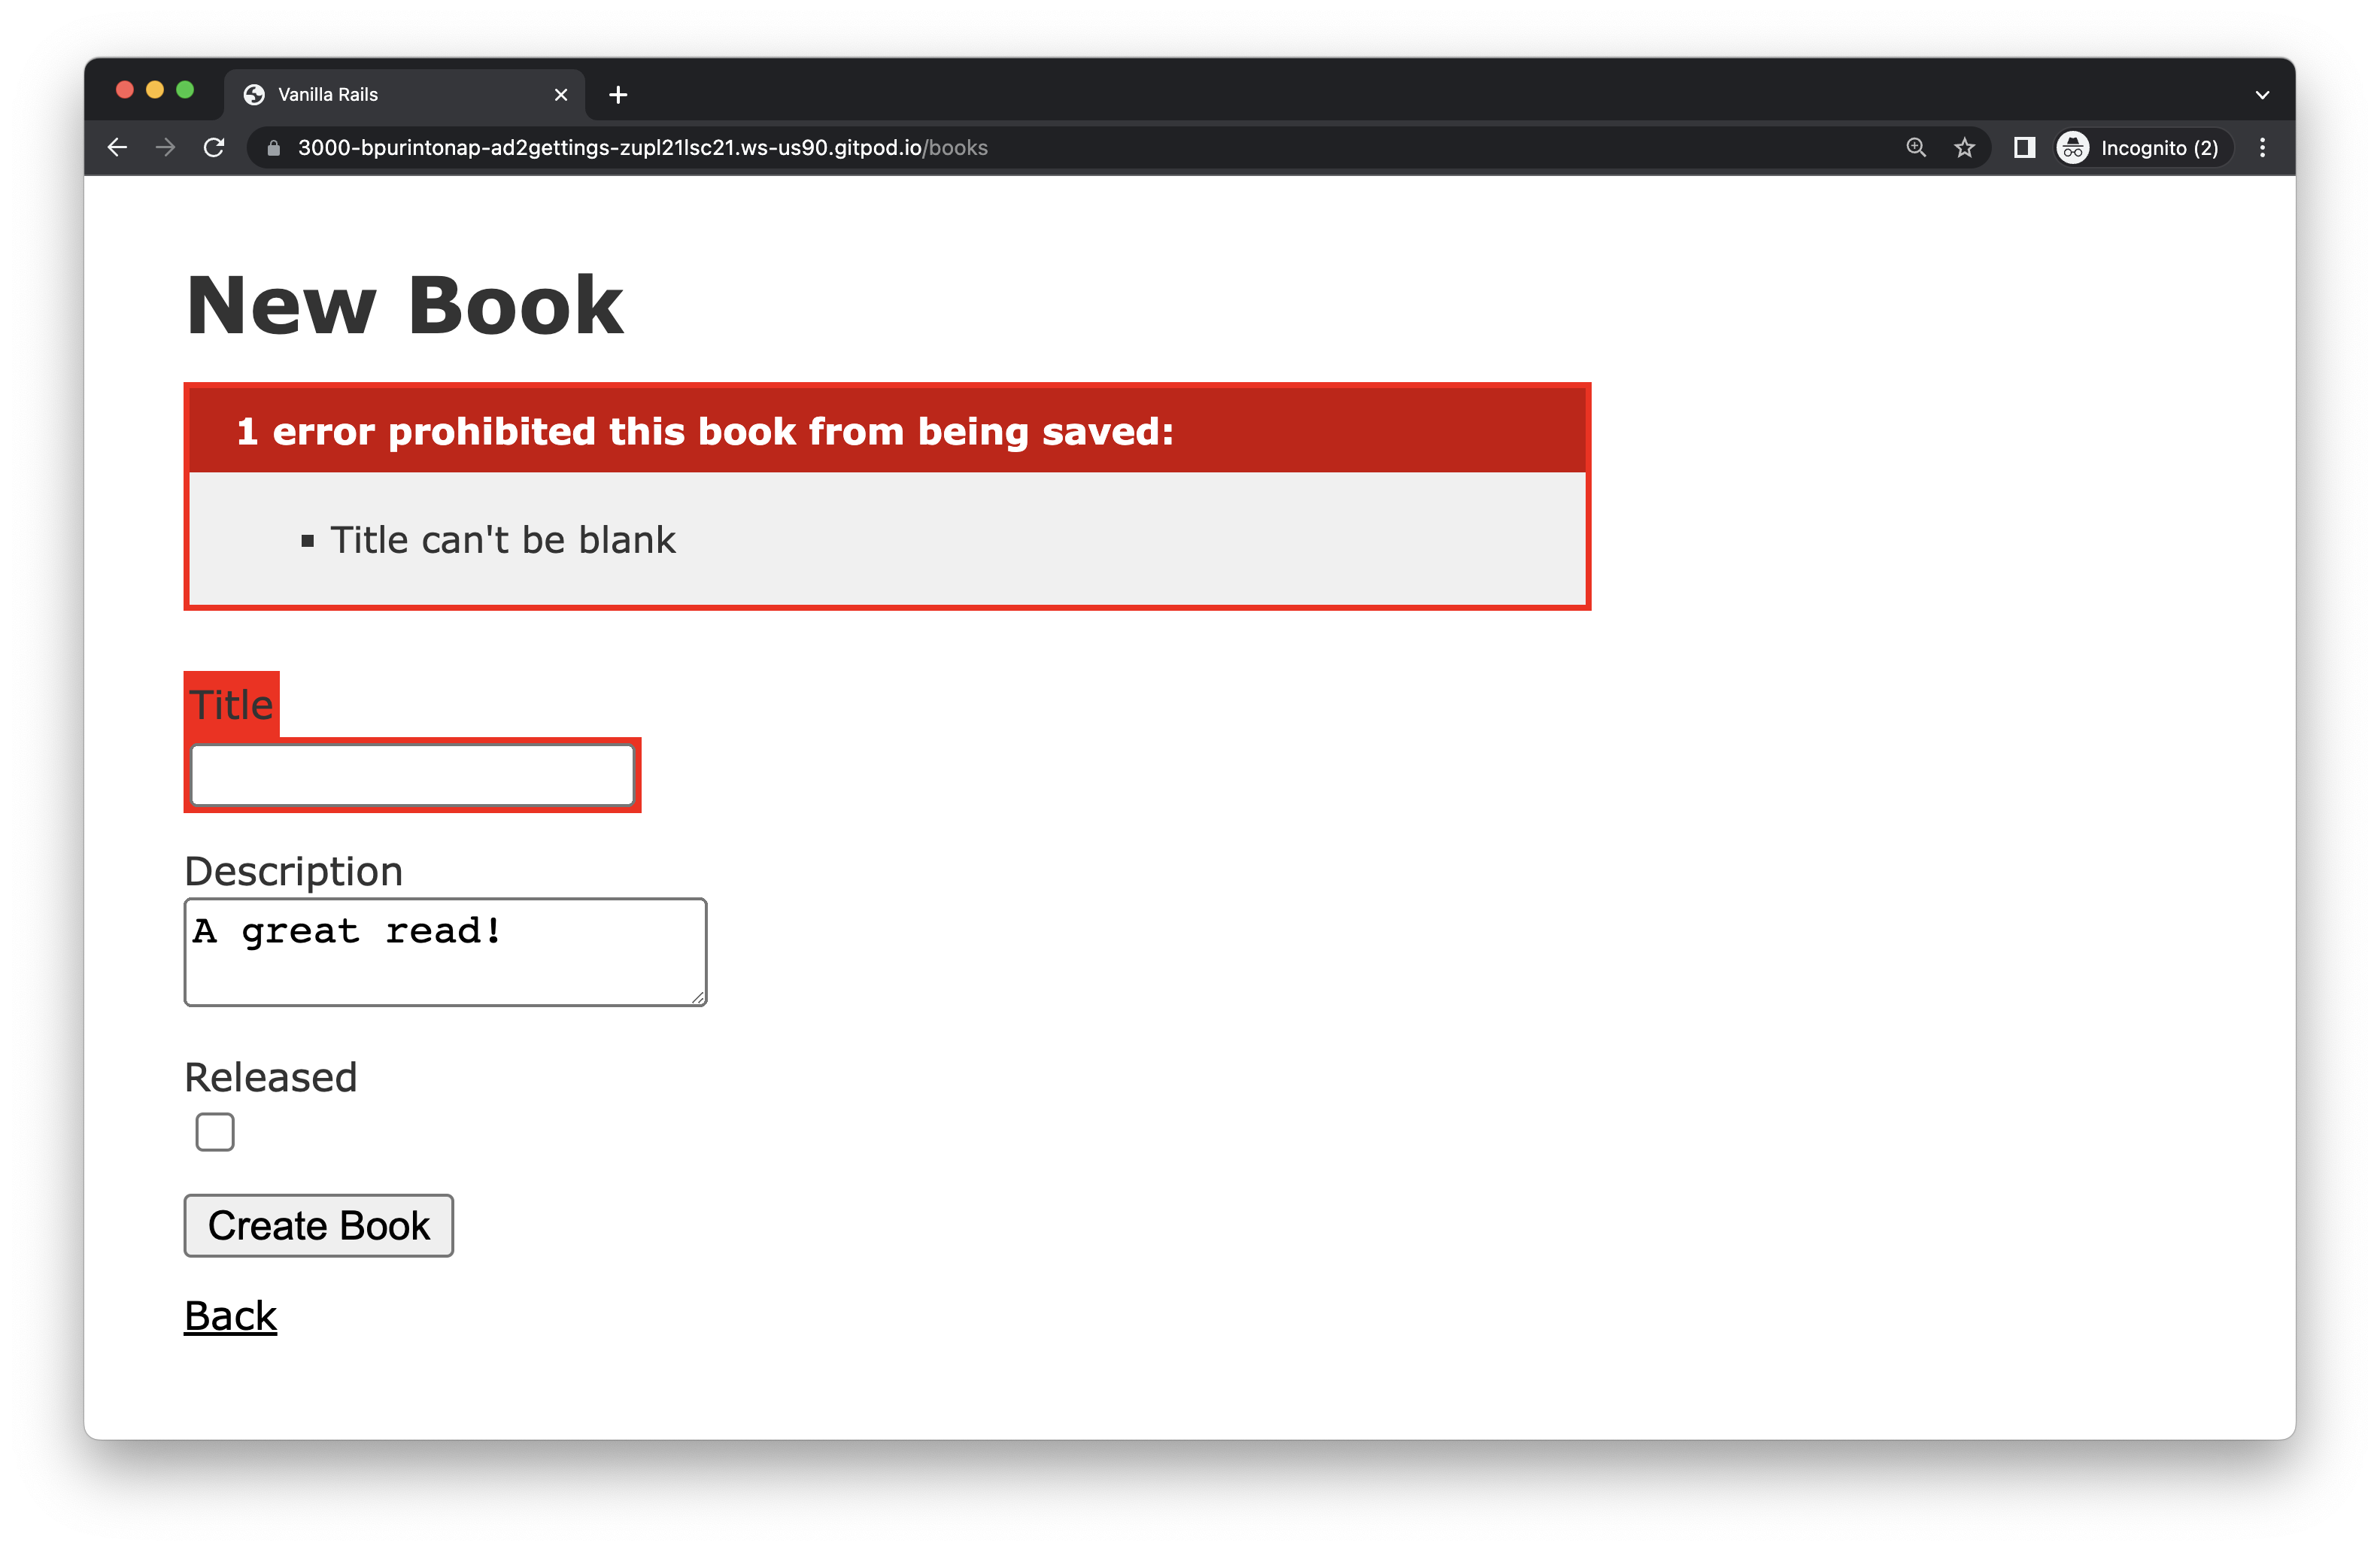 Vanilla Rails
3000-bpurintonap-ad2gettings-zupl21lsc21.ws-us90.gitpod.io/books
Incognito (2)
New Book
1 error prohibited this book from being saved:
Title can't be blank
Title
Description
A great read!
Released
Create Book
Back